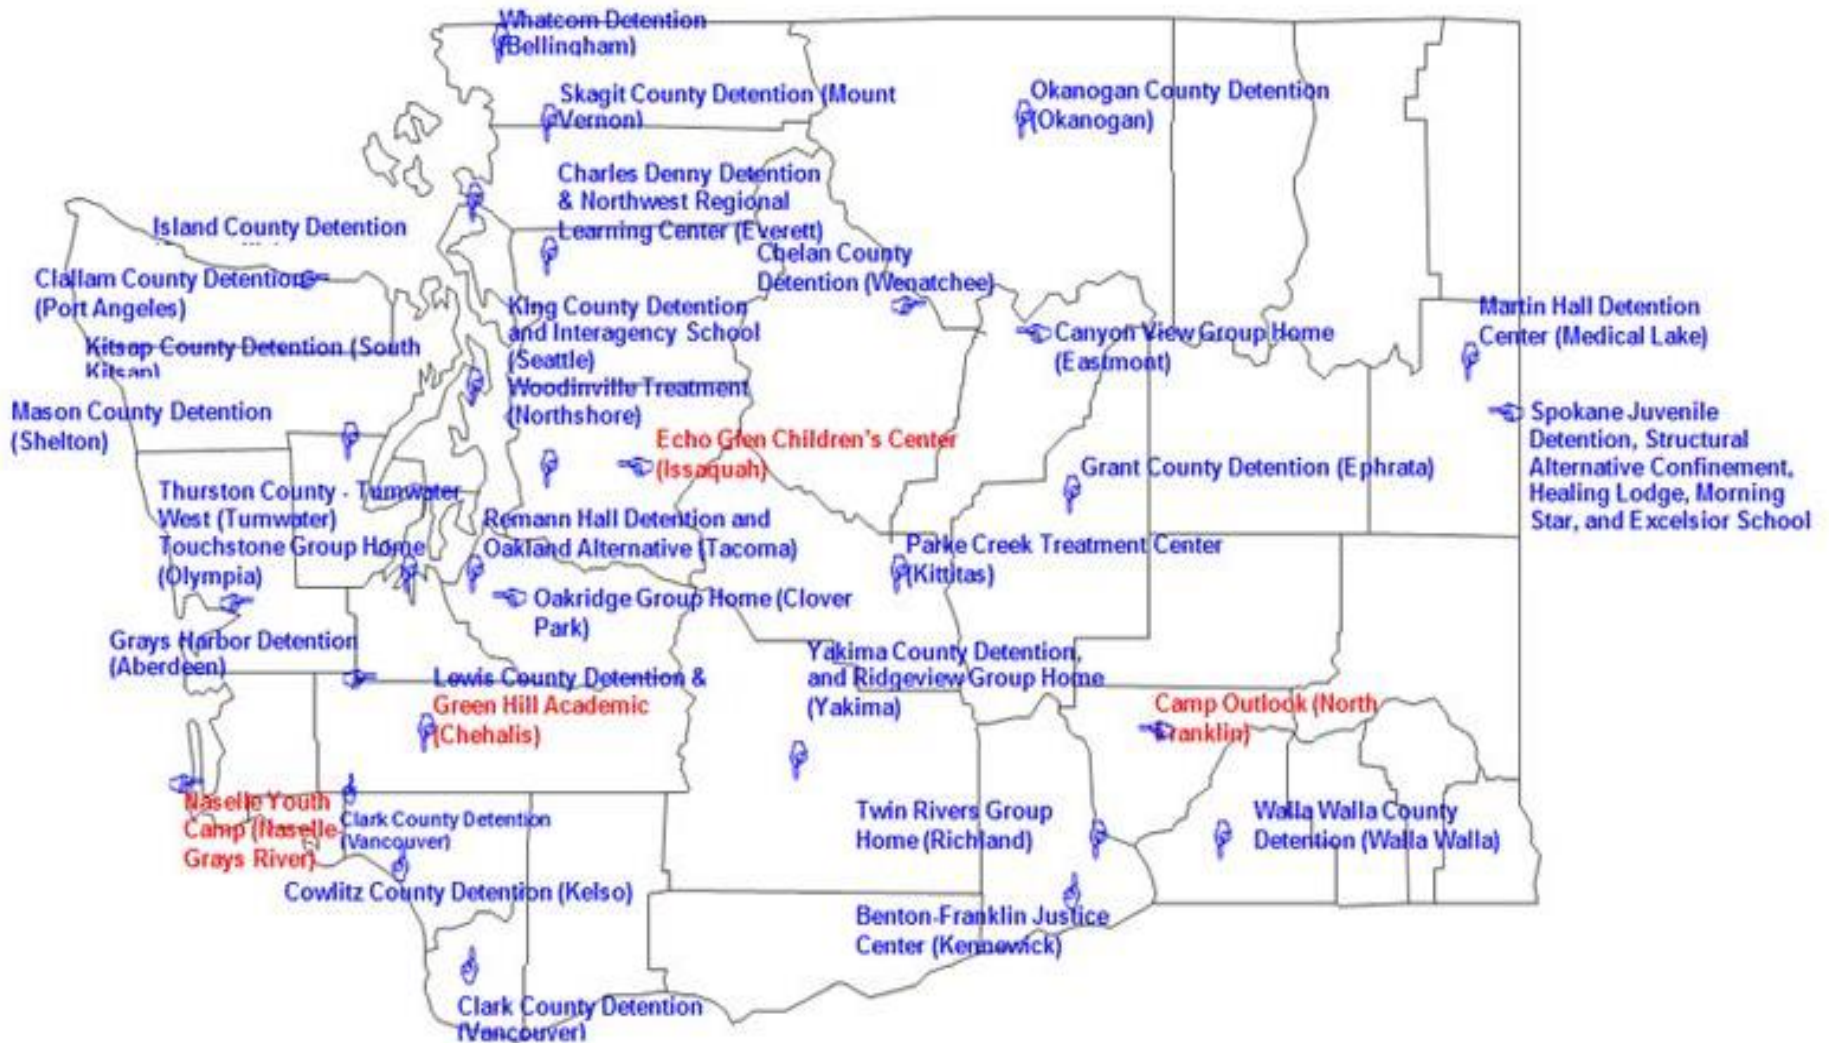 Whatcom Detention
(Bellingham)
Skagit County Detention (Mount
Vernon)
Okanogan County Detention
(Okanogan)
Charles Denny Detention
& Northwest Regional
Learning Center (Everett)
Island County Detention
Chelan County
Detention (Wenatchee)
Clallam County Detention
(Port Angeles)
King County Detention
and Interagency School
(Seattle)
Woodinville Treatment
(Northshore)
Canyon View Group Home
(Eastmont)
Martin Hall Detention
Center (Medical Lake)
Kitsap County Detention (South
Kitsap)
Mason County Detention
(Shelton)
Echo Glen Children's Center
(Issaquah)
Grant County Detention (Ephrata)
Spokane Juvenile
Detention, Structural
Alternative Confinement,
Healing Lodge, Morning
Star, and Excelsior School
Thurston County - Tumwater
West (Tumwater)
Touchstone Group Home
(Olympia)
Remann Hall Detention and
Oakland Alternative (Tacoma)
Parke Creek Treatment Center
(Kittitas)
Oakridge Group Home (Clover
Park)
Grays Harbor Detention
(Aberdeen)
Lewis County Detention &
Green Hill Academic
(Chehalis)
Yakima County Detention,
and Ridgeview Group Home
(Yakima)
Camp Outlook (North
Franklin)
Naselle Youth
Camp (Naselle-
Grays River)
Clark County Detention
(Vancouver)
Twin Rivers Group
Home (Richland)
Walla Walla County
Detention (Walla Walla)
Cowlitz County Detention (Kelso)
Benton-Franklin Justice
Center (Kennewick)
Clark County Detention
(Vancouver)